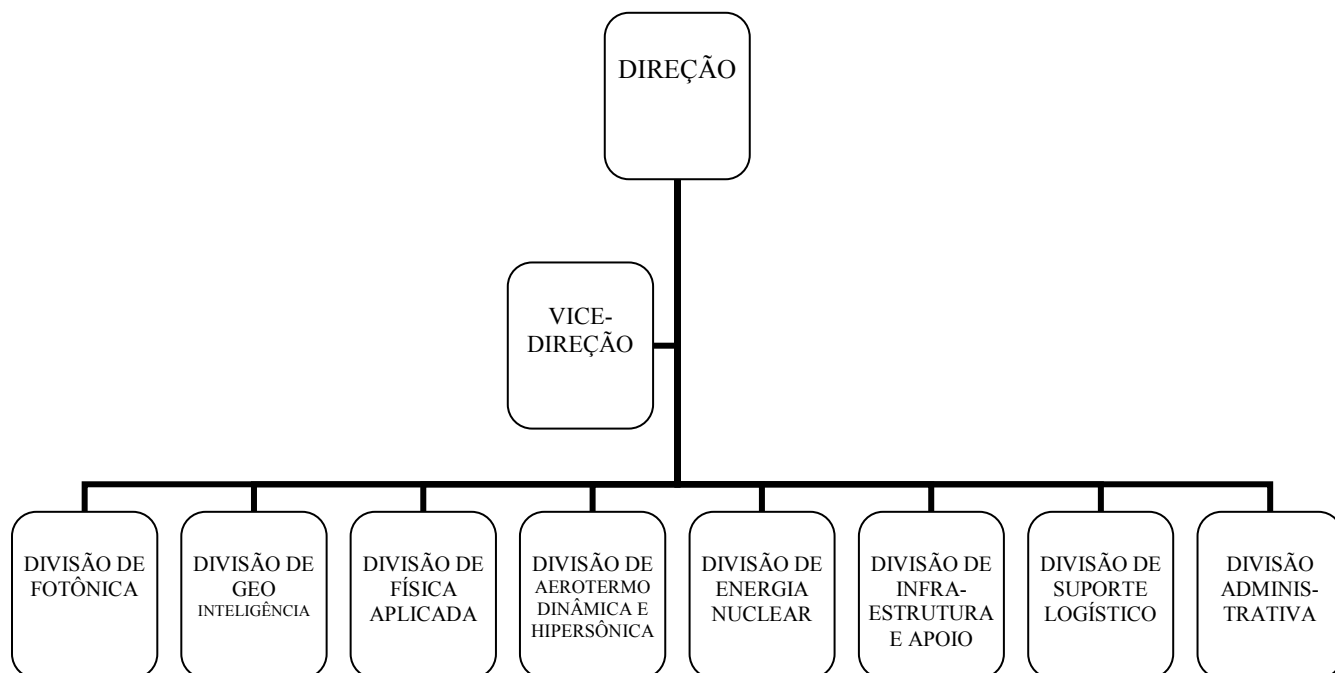 DIREÇÃO
VICE-
DIREÇÃO
DIVISÃO DE
FOTÔNICA
DIVISÃO DE
GEO
INTELIGÊNCIA
DIVISÃO DE
FÍSICA
APLICADA
DIVISÃO DE
AEROTERMO
DINÂMICA E
HIPERSÔNICA
DIVISÃO DE
ENERGIA
NUCLEAR
DIVISÃO DE
INFRA-
ESTRUTURA
E APOIO
DIVISÃO DE
SUPORTE
LOGÍSTICO
DIVISÃO
ADMINIS-
TRATIVA